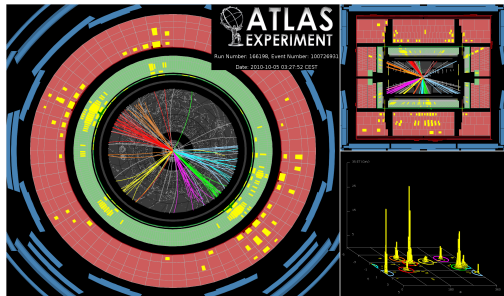 ATLAS
EXPERIMENT
Run Number: 166198, Event Number: 100726931
Date: 2010-10-05 03:27:52 CEST